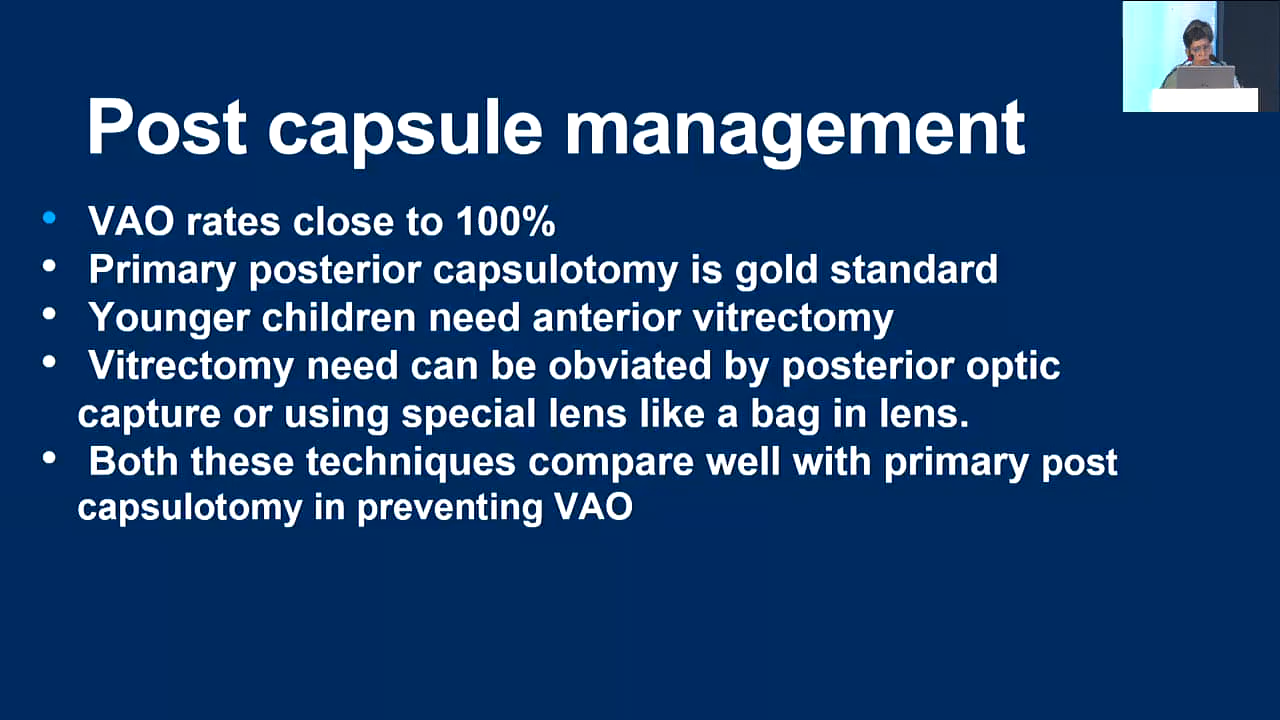 Post capsule management
• VAO rates close to 100%
• Primary posterior capsulotomy is gold standard
• Younger children need anterior vitrectomy
• Vitrectomy need can be obviated by posterior optic
capture or using special lens like a bag in lens.
• Both these techniques compare well with primary post
capsulotomy in preventing VAO